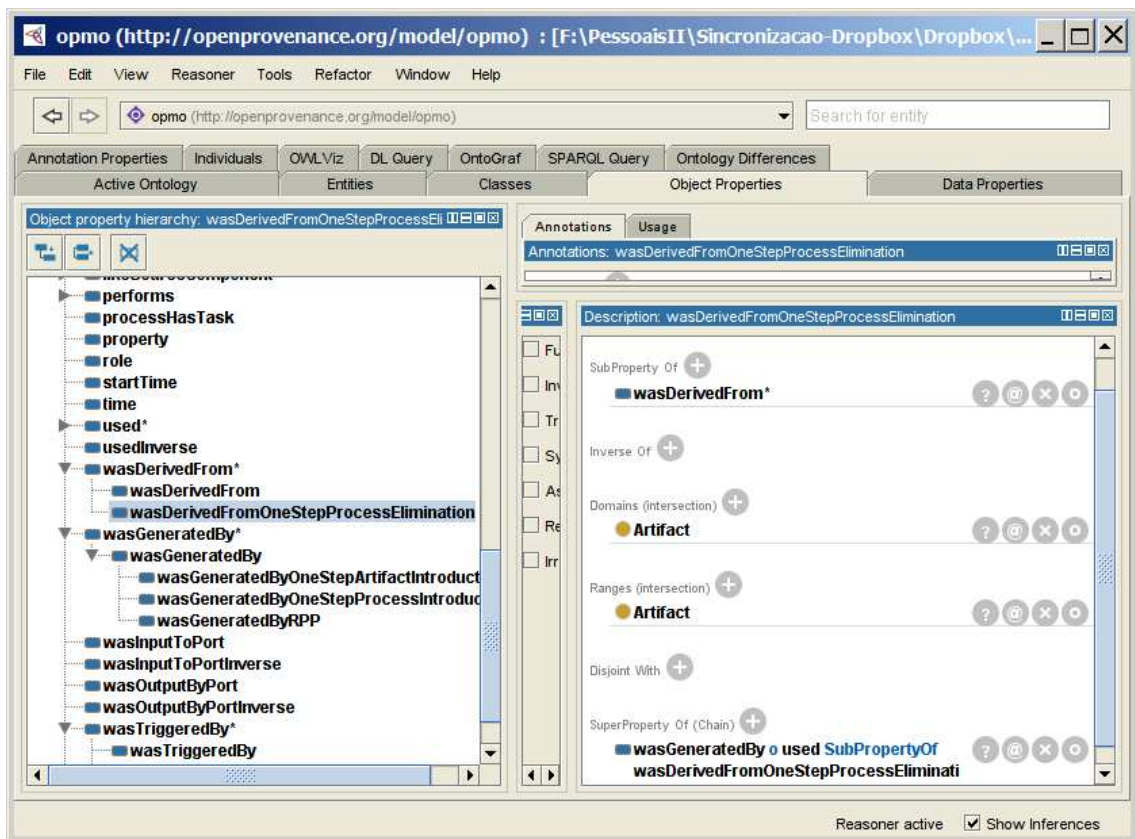 opmo (http://openprovenance.org/model/opmo) : [F:\PessoaisII\Sincronizacao-Dropbox\Dropbox\...
File Edit View Reasoner Tools Refactor Window Help
opmo (http://openprovenance.org/model/opmo)
Search for entity
Annotation Properties Individuals OWLViz DL Query OntoGraf SPARQL Query Ontology Differences
Active Ontology Entities Classes Object Properties Data Properties
Object property hierarchy: wasDerivedFromOneStepProcessEli
performs
processHasTask
property
role
startTime
time
used*
usedInverse
wasDerivedFrom*
wasDerivedFrom
wasDerivedFromOneStepProcessElimination
wasGeneratedBy*
wasGeneratedBy
wasGeneratedByOneStepArtifactIntroduct
wasGeneratedByOneStepProcessIntroduc
wasGeneratedByRPP
wasInputToPort
wasInputToPortInverse
wasOutputByPort
wasOutputByPortInverse
wasTriggeredBy*
wasTriggeredBy
Annotations Usage
Annotations: wasDerivedFromOneStepProcessElimination
Fu
Inv
Tr
Sy
As
Re
Irr
Description: wasDerivedFromOneStepProcessElimination
SubProperty Of
wasDerivedFrom*
Inverse Of
Domains (intersection)
Artifact
Ranges (intersection)
Artifact
Disjoint With
SuperProperty Of (Chain)
wasGeneratedBy o used SubPropertyOf
wasDerivedFromOneStepProcessEliminati
Reasoner active Show Inferences